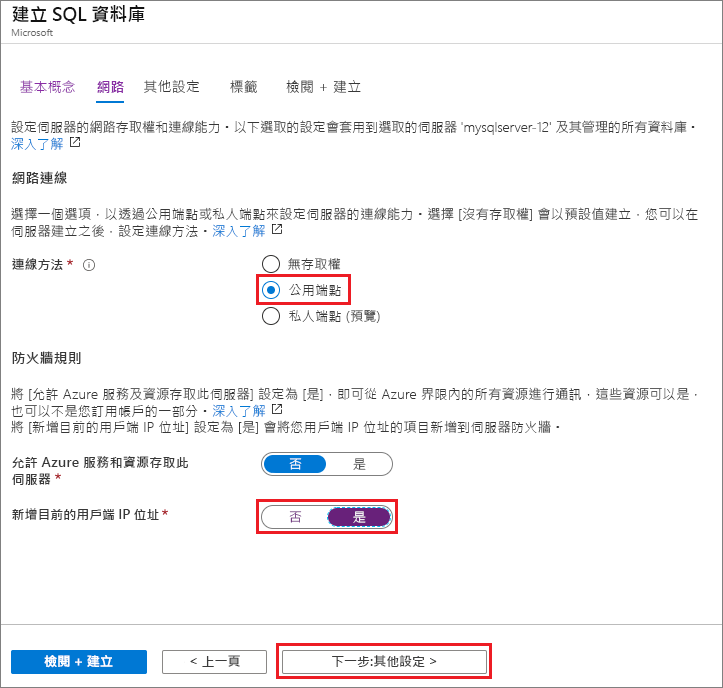 建立 SQL 資料庫
Microsoft
基本概念 網路 其他設定 標籤 檢閱 + 建立
設定伺服器的網路存取權和連線能力。以下選取的設定會套用到選取的伺服器 'mysqlserver-12' 及其管理的所有資料庫。
深入了解
網路連線
選擇一個選項，以透過公用端點或私人端點來設定伺服器的連線能力。選擇 [沒有存取權] 會以預設值建立，您可以在
伺服器建立之後，設定連線方法。深入了解
連線方法 *
無存取權
公用端點
私人端點 (預覽)
防火牆規則
將 [允許 Azure 服務及資源存取此伺服器] 設定為 [是]，即可從 Azure 界限內的所有資源進行通訊，這些資源可以是，
也可以不是您訂用帳戶的一部分。深入了解
將 [新增目前的用戶端 IP 位址] 設定為 [是] 會將您用戶端 IP 位址的項目新增到伺服器防火牆。
允許 Azure 服務和資源存取此
伺服器 *
否 是
新增目前的用戶端 IP 位址 *
否 是
檢閱 + 建立 < 上一頁 下一步:其他設定 >